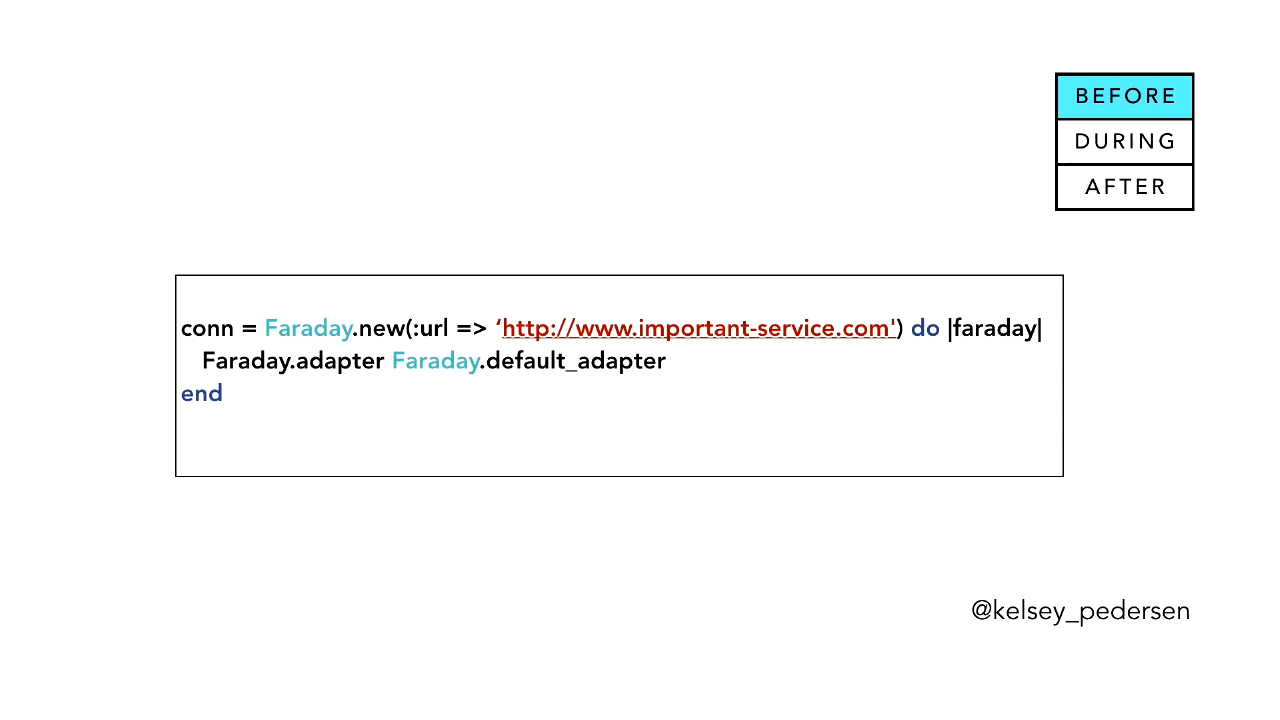 BEFORE
DURING
AFTER
conn = Faraday.new(:url => ‘http://www.important-service.com') do |faraday|
Faraday.adapter Faraday.default_adapter
end
@kelsey_pedersen